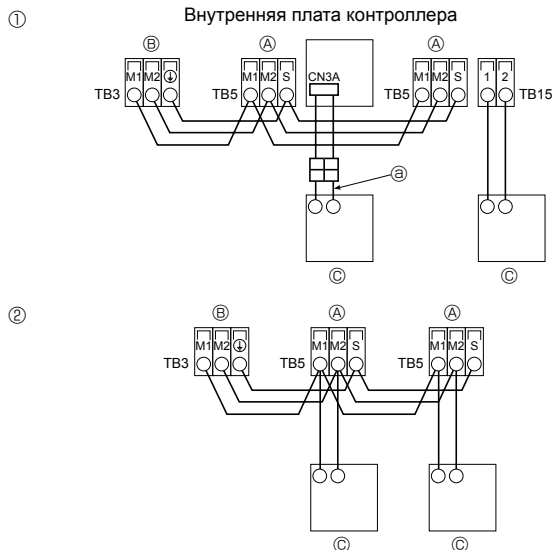 ① Внутренняя плата контроллера
Ⓑ Ⓐ Ⓐ
M1 M2 ⏚ M1 M2 S CN3A M1 M2 S 1 2
TB3 TB5 TB5 TB15
ⓐ
Ⓒ Ⓒ
②
Ⓑ Ⓐ Ⓐ
M1 M2 ⏚ M1 M2 S M1 M2 S
TB3 TB5 TB5
Ⓒ Ⓒ